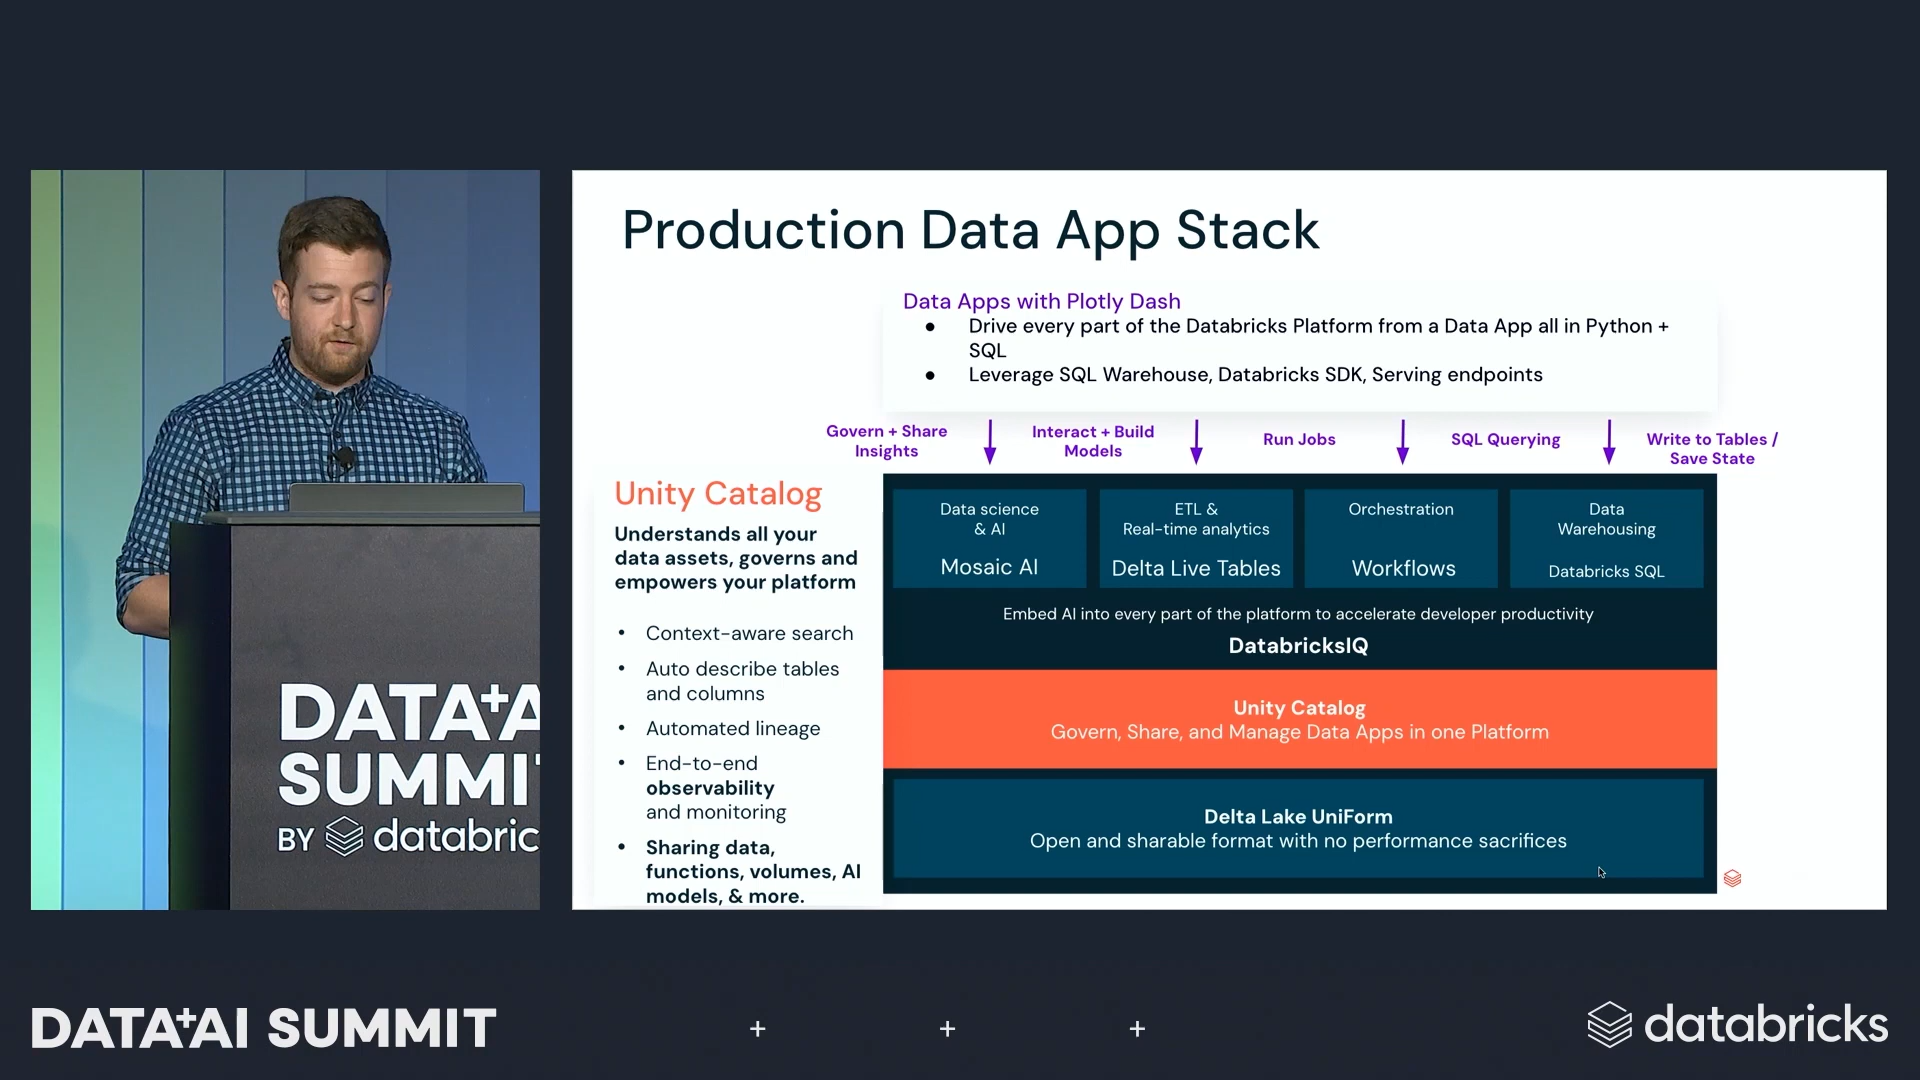 Production Data App Stack
Data Apps with Plotly Dash
● Drive every part of the Databricks Platform from a Data App all in Python +
SQL
● Leverage SQL Warehouse, Databricks SDK, Serving endpoints
Govern + Share
Insights
Interact + Build
Models
Run Jobs
SQL Querying
Write to Tables /
Save State
Unity Catalog
Understands all your
data assets, governs and
empowers your platform
• Context-aware search
• Auto describe tables
and columns
• Automated lineage
• End-to-end
observability
and monitoring
• Sharing data,
functions, volumes, AI
models, & more.
Data science
& AI
Mosaic AI
ETL &
Real-time analytics
Delta Live Tables
Orchestration
Workflows
Data
Warehousing
Databricks SQL
Embed AI into every part of the platform to accelerate developer productivity
DatabricksIQ
Unity Catalog
Govern, Share, and Manage Data Apps in one Platform
Delta Lake UniForm
Open and sharable format with no performance sacrifices
DATA+A
SUMMIT
BY databric
DATA+AI SUMMIT
databricks